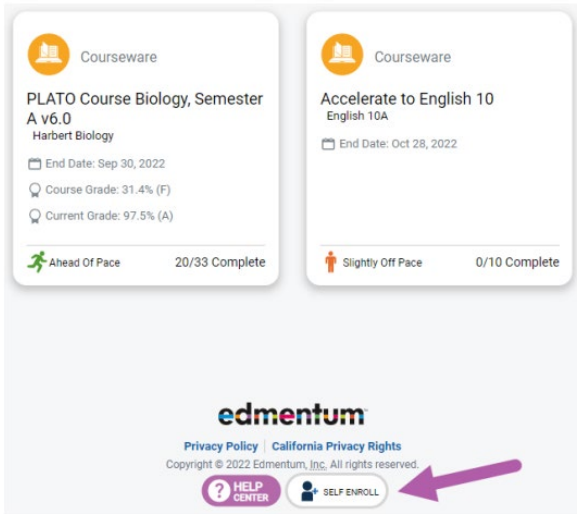 Courseware
PLATO Course Biology, Semester
A v6.0
Harbert Biology
End Date: Sep 30, 2022
Course Grade: 31.4% (F)
Current Grade: 97.5% (A)
Ahead Of Pace
20/33 Complete
Courseware
Accelerate to English 10
English 10A
End Date: Oct 28, 2022
Slightly Off Pace
0/10 Complete
edmentum
Privacy Policy | California Privacy Rights
Copyright © 2022 Edmentum, Inc. All rights reserved.
? HELP
CENTER
SELF ENROLL